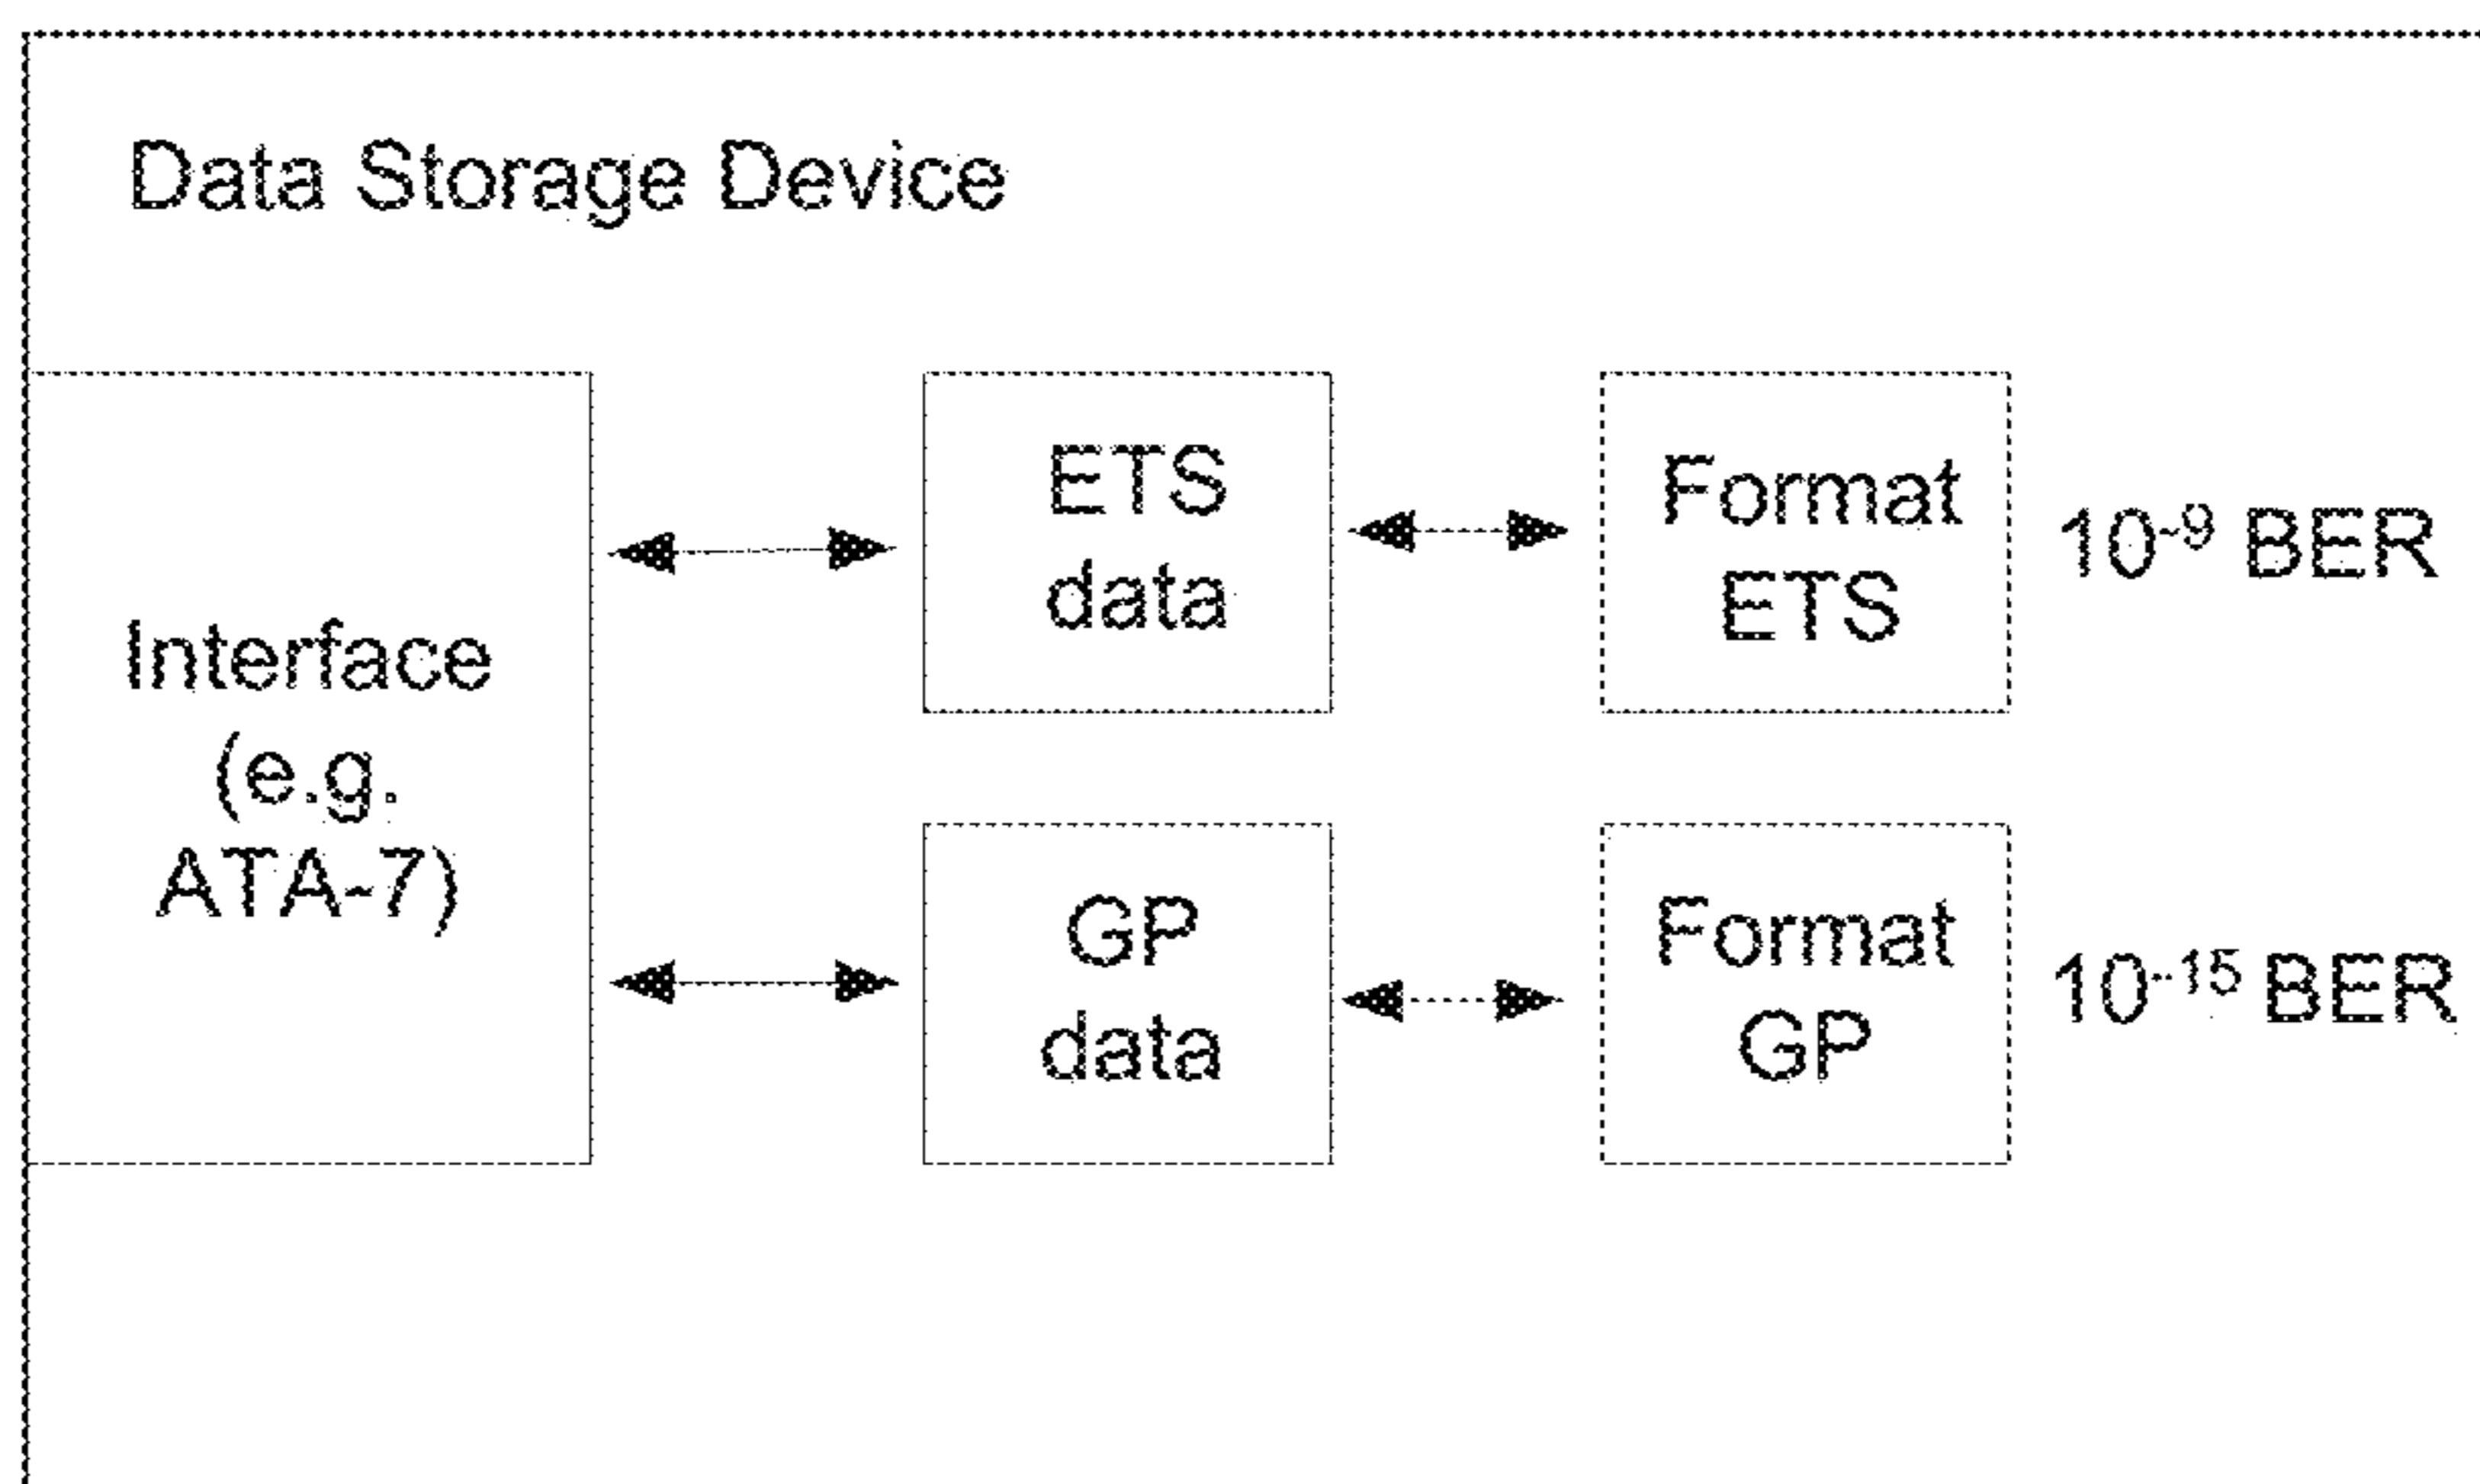 Data Storage Device
Interface
(e.g.
ATA-7)
ETS
data
Format
ETS
10-9 BER
GP
data
Format
GP
10-15 BER